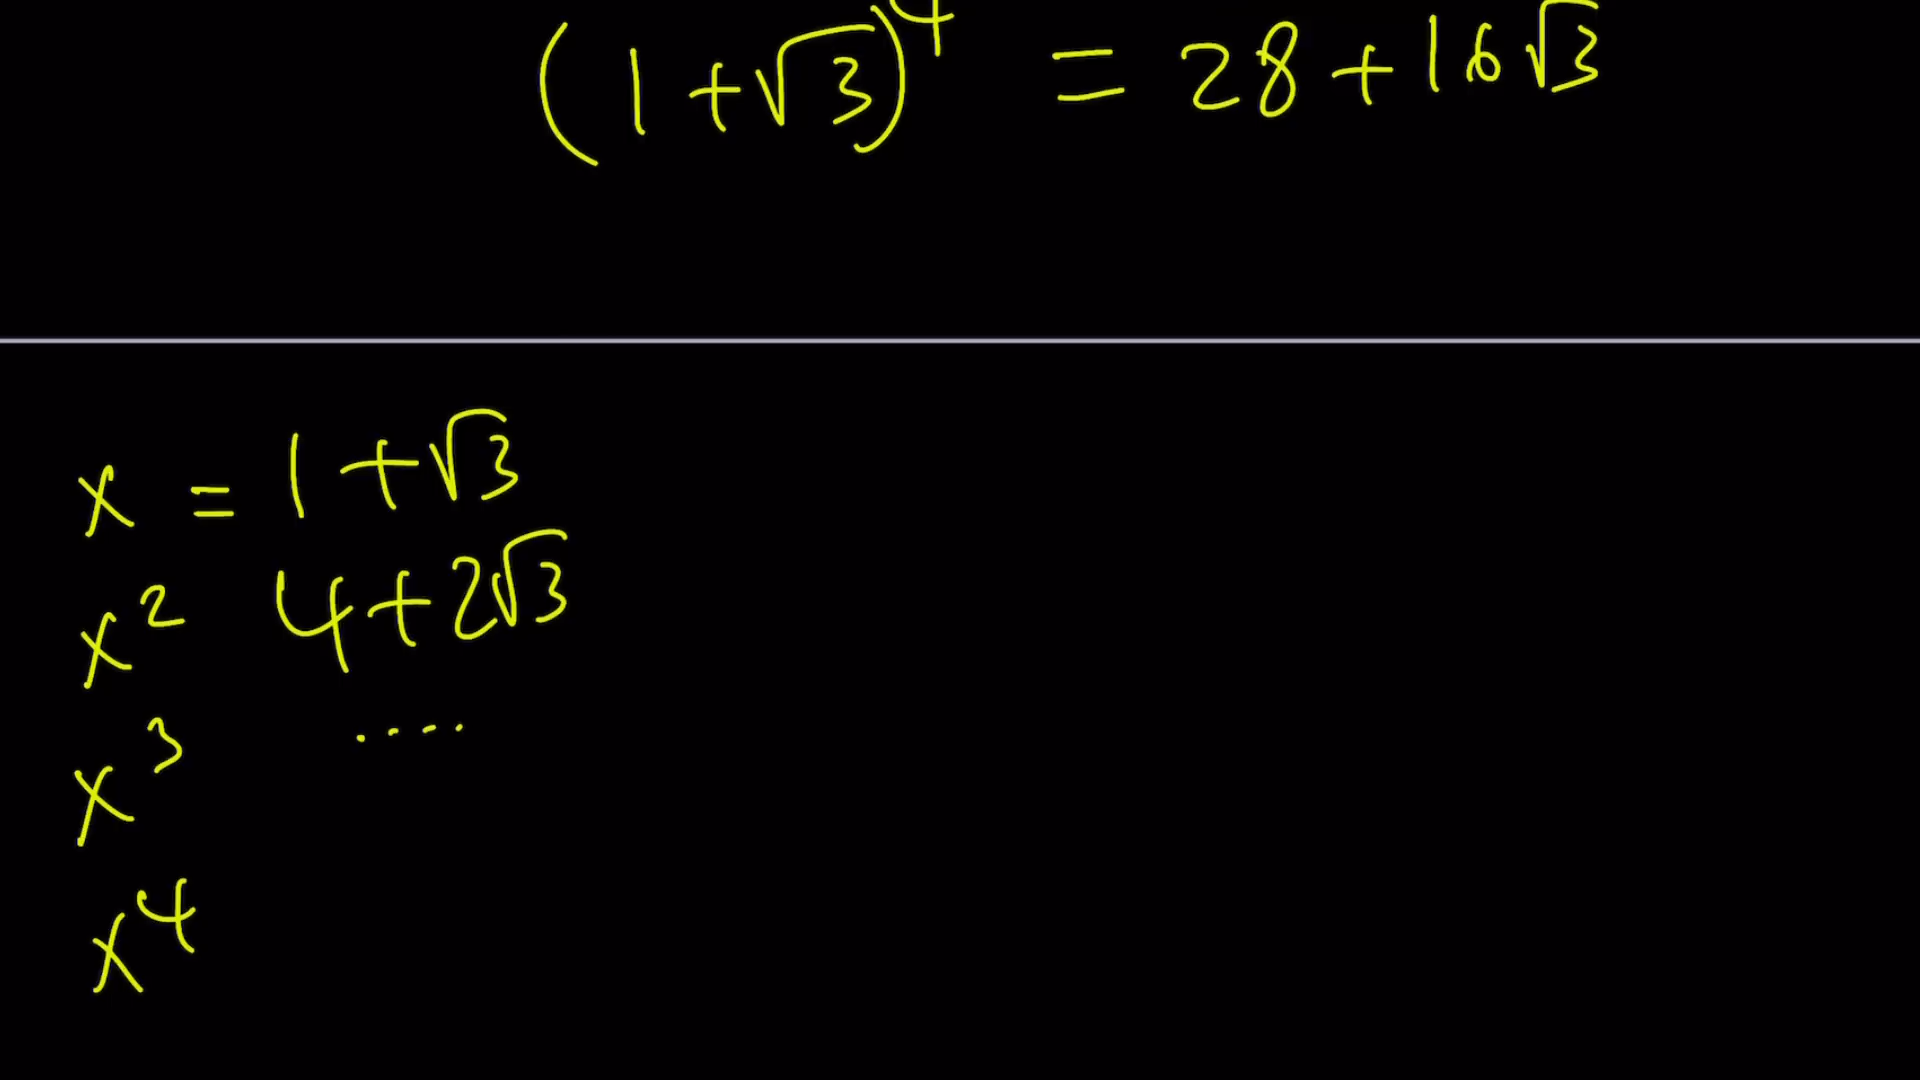 (1+√3)⁴ = 28+16√3
x = 1+√3
x² 4+2√3
x³ ....
x⁴